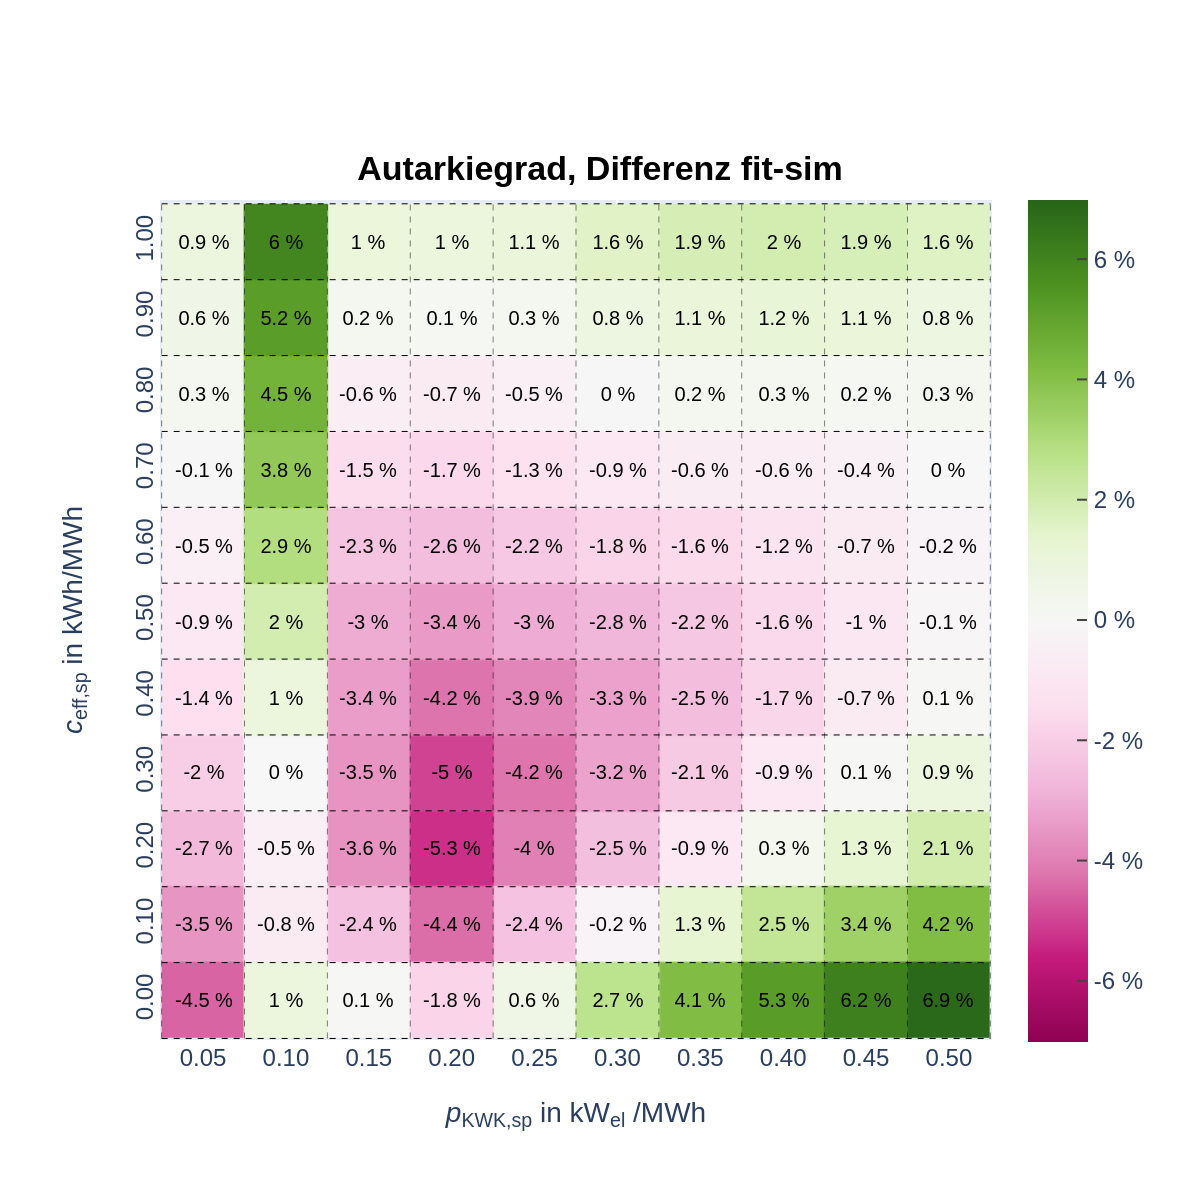 Autarkiegrad, Differenz fit-sim
1.00 0.9 % 6 % 1 % 1 % 1.1 % 1.6 % 1.9 % 2 % 1.9 % 1.6 %
0.90 0.6 % 5.2 % 0.2 % 0.1 % 0.3 % 0.8 % 1.1 % 1.2 % 1.1 % 0.8 %
0.80 0.3 % 4.5 % -0.6 % -0.7 % -0.5 % 0 % 0.2 % 0.3 % 0.2 % 0.3 %
0.70 -0.1 % 3.8 % -1.5 % -1.7 % -1.3 % -0.9 % -0.6 % -0.6 % -0.4 % 0 %
0.60 -0.5 % 2.9 % -2.3 % -2.6 % -2.2 % -1.8 % -1.6 % -1.2 % -0.7 % -0.2 %
0.50 -0.9 % 2 % -3 % -3.4 % -3 % -2.8 % -2.2 % -1.6 % -1 % -0.1 %
0.40 -1.4 % 1 % -3.4 % -4.2 % -3.9 % -3.3 % -2.5 % -1.7 % -0.7 % 0.1 %
0.30 -2 % 0 % -3.5 % -5 % -4.2 % -3.2 % -2.1 % -0.9 % 0.1 % 0.9 %
0.20 -2.7 % -0.5 % -3.6 % -5.3 % -4 % -2.5 % -0.9 % 0.3 % 1.3 % 2.1 %
0.10 -3.5 % -0.8 % -2.4 % -4.4 % -2.4 % -0.2 % 1.3 % 2.5 % 3.4 % 4.2 %
0.00 -4.5 % 1 % 0.1 % -1.8 % 0.6 % 2.7 % 4.1 % 5.3 % 6.2 % 6.9 %
0.05 0.10 0.15 0.20 0.25 0.30 0.35 0.40 0.45 0.50
pKWK,sp in kWel /MWh
ceff,sp in kWh/MWh
6 %
4 %
2 %
0 %
-2 %
-4 %
-6 %